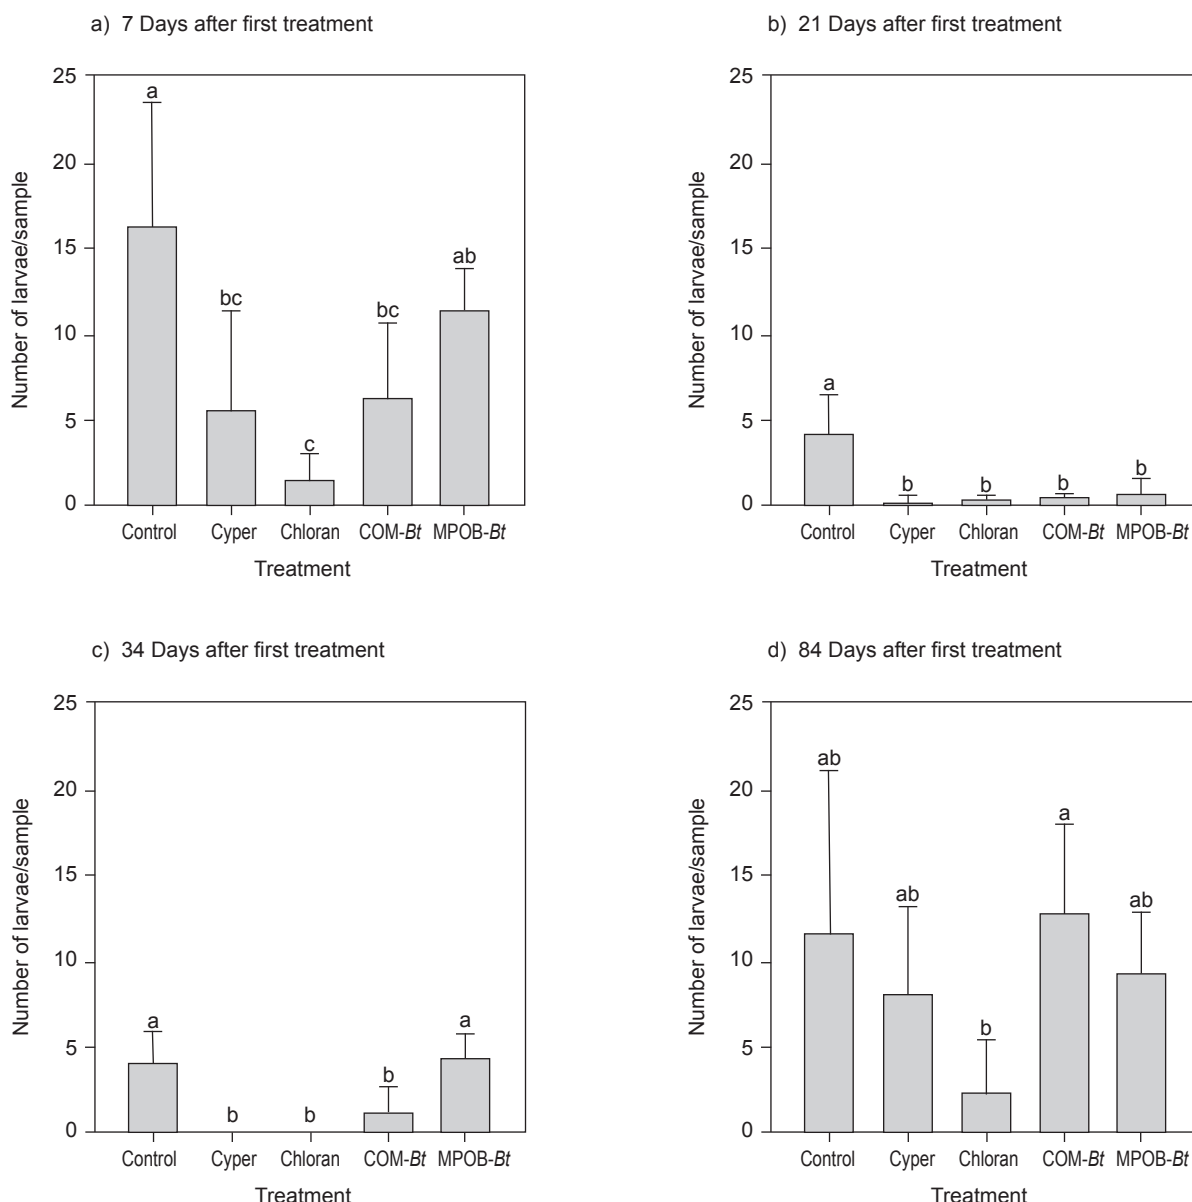 a) 7 Days after first treatment
25
20
15
10
5
0
Number of larvae/sample
a
bc
c
bc
ab
Control Cyper Chloran COM-Bt MPOB-Bt
Treatment
b) 21 Days after first treatment
25
20
15
10
5
0
Number of larvae/sample
a
b
b
b
b
Control Cyper Chloran COM-Bt MPOB-Bt
Treatment
c) 34 Days after first treatment
25
20
15
10
5
0
Number of larvae/sample
a
b
b
b
a
Control Cyper Chloran COM-Bt MPOB-Bt
Treatment
d) 84 Days after first treatment
25
20
15
10
5
0
Number of larvae/sample
ab
ab
b
a
ab
Control Cyper Chloran COM-Bt MPOB-Bt
Treatment